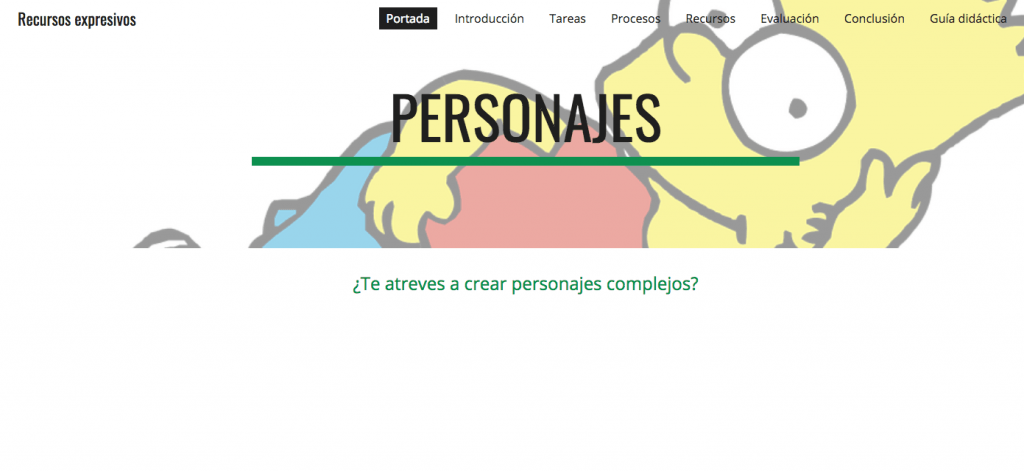 Recursos expresivos
Portada Introducción Tareas Procesos Recursos Evaluación Conclusión Guía didáctica
PERSONAJES
¿Te atreves a crear personajes complejos?